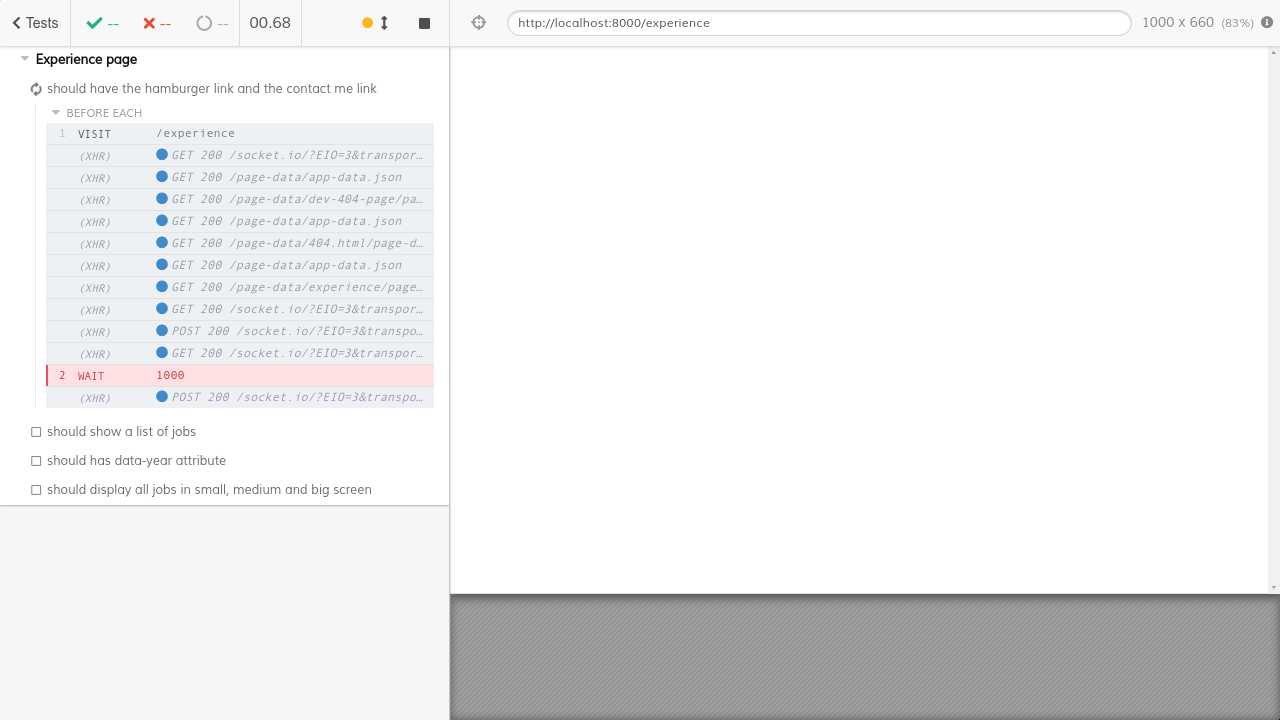 Tests -- -- -- 00.68
http://localhost:8000/experience 1000 x 660 (83%)
Experience page
should have the hamburger link and the contact me link
BEFORE EACH
1 VISIT /experience
(XHR) GET 200 /socket.io/?EIO=3&transpor…
(XHR) GET 200 /page-data/app-data.json
(XHR) GET 200 /page-data/dev-404-page/pa…
(XHR) GET 200 /page-data/app-data.json
(XHR) GET 200 /page-data/404.html/page-d…
(XHR) GET 200 /page-data/app-data.json
(XHR) GET 200 /page-data/experience/page…
(XHR) GET 200 /socket.io/?EIO=3&transpor…
(XHR) POST 200 /socket.io/?EIO=3&transpo…
(XHR) GET 200 /socket.io/?EIO=3&transpor…
2 WAIT 1000
(XHR) POST 200 /socket.io/?EIO=3&transpo…
should show a list of jobs
should has data-year attribute
should display all jobs in small, medium and big screen